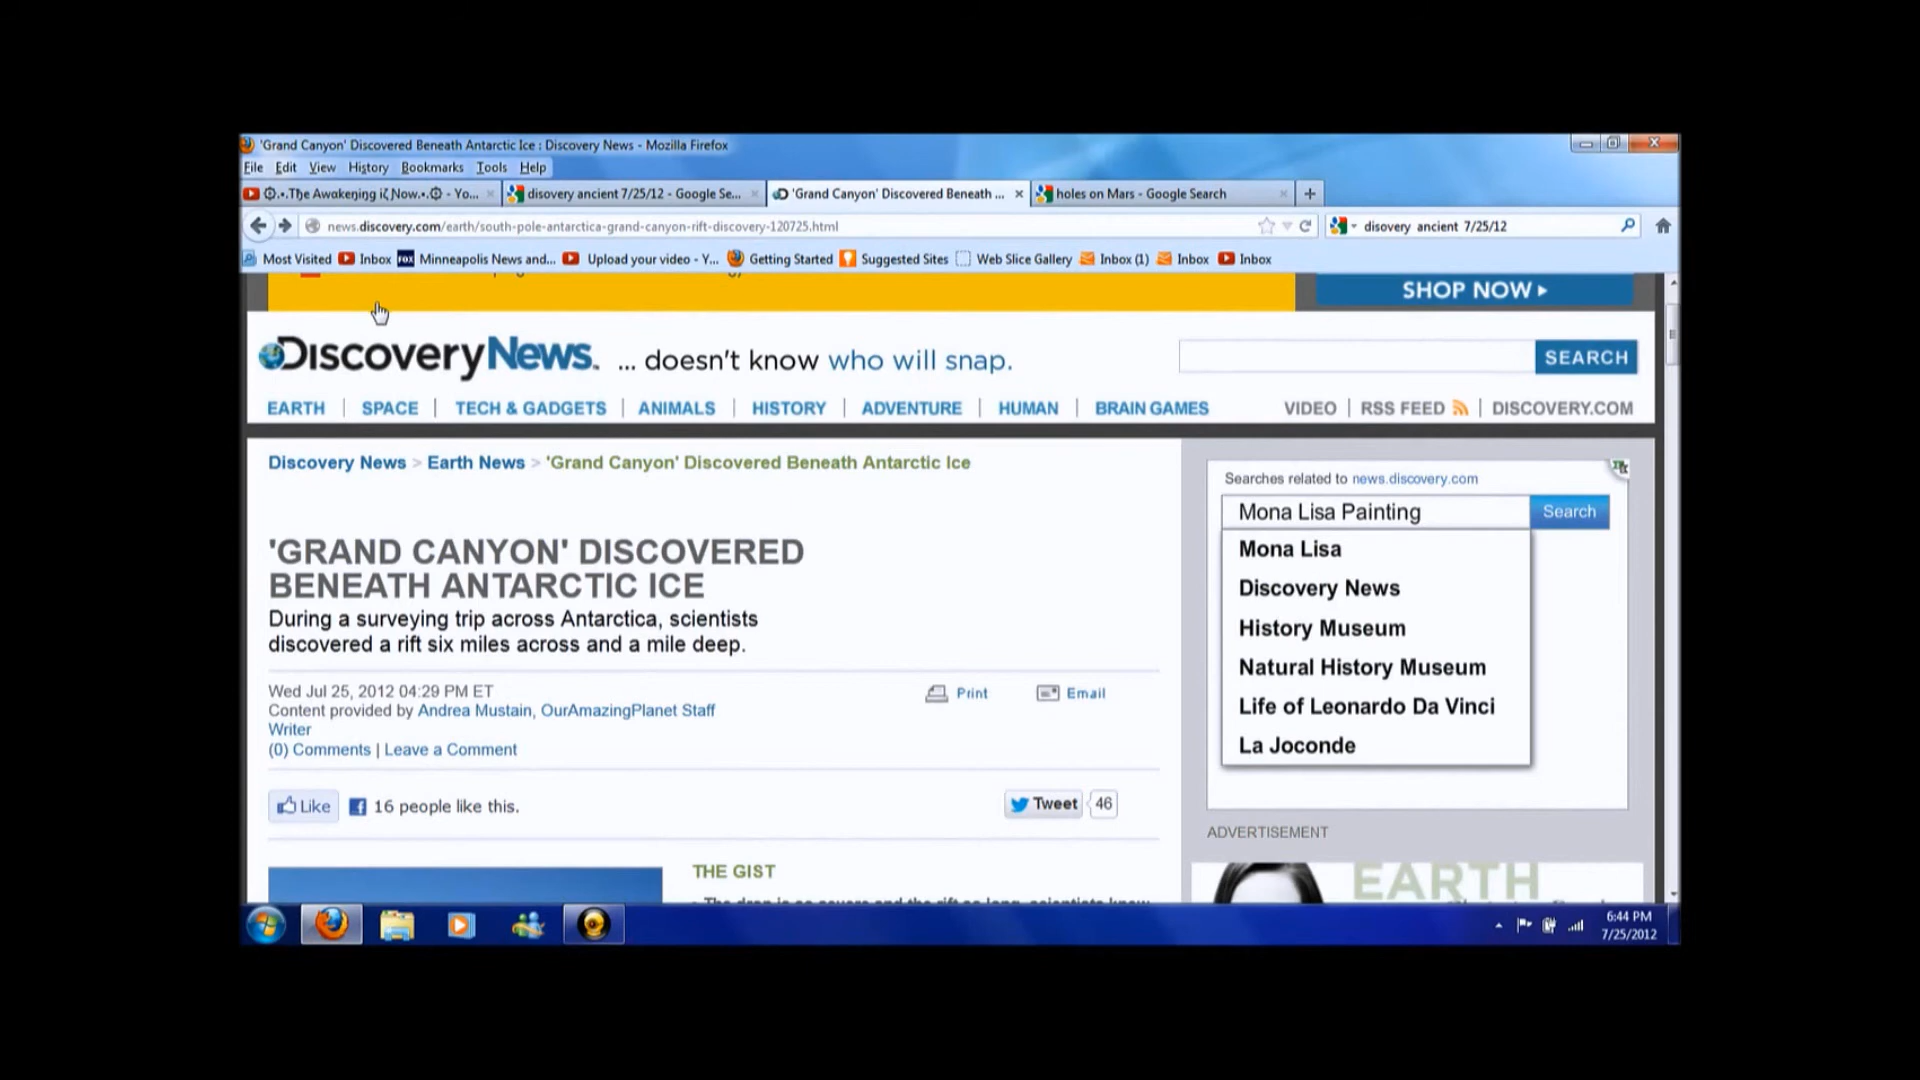 'Grand Canyon' Discovered Beneath Antarctic Ice : Discovery News - Mozilla Firefox
File Edit View History Bookmarks Tools Help
disovery ancient 7/25/12 - Google Se... 'Grand Canyon' Discovered Beneath ... holes on Mars - Google Search
news.discovery.com/earth/south-pole-antarctica-grand-canyon-rift-discovery-120725.html disovery ancient 7/25/12
Most Visited Inbox FOX Minneapolis News and... Upload your video - Y... Getting Started Suggested Sites Web Slice Gallery Inbox (1) Inbox Inbox
SHOP NOW
DiscoveryNews. ... doesn't know who will snap. SEARCH
EARTH | SPACE | TECH & GADGETS | ANIMALS | HISTORY | ADVENTURE | HUMAN | BRAIN GAMES VIDEO | RSS FEED | DISCOVERY.COM
Discovery News > Earth News > 'Grand Canyon' Discovered Beneath Antarctic Ice
'GRAND CANYON' DISCOVERED
BENEATH ANTARCTIC ICE
During a surveying trip across Antarctica, scientists
discovered a rift six miles across and a mile deep.
Wed Jul 25, 2012 04:29 PM ET
Content provided by Andrea Mustain, OurAmazingPlanet Staff
Writer
(0) Comments | Leave a Comment
Print Email
Like 16 people like this.
Tweet 46
THE GIST
Searches related to news.discovery.com
Mona Lisa Painting Search
Mona Lisa
Discovery News
History Museum
Natural History Museum
Life of Leonardo Da Vinci
La Joconde
ADVERTISEMENT
EARTH
6:44 PM
7/25/2012